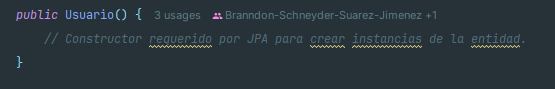 public Usuario() { 3 usages Branndon-Schneyder-Suarez-Jimenez +1
// Constructor requerido por JPA para crear instancias de la entidad.
}